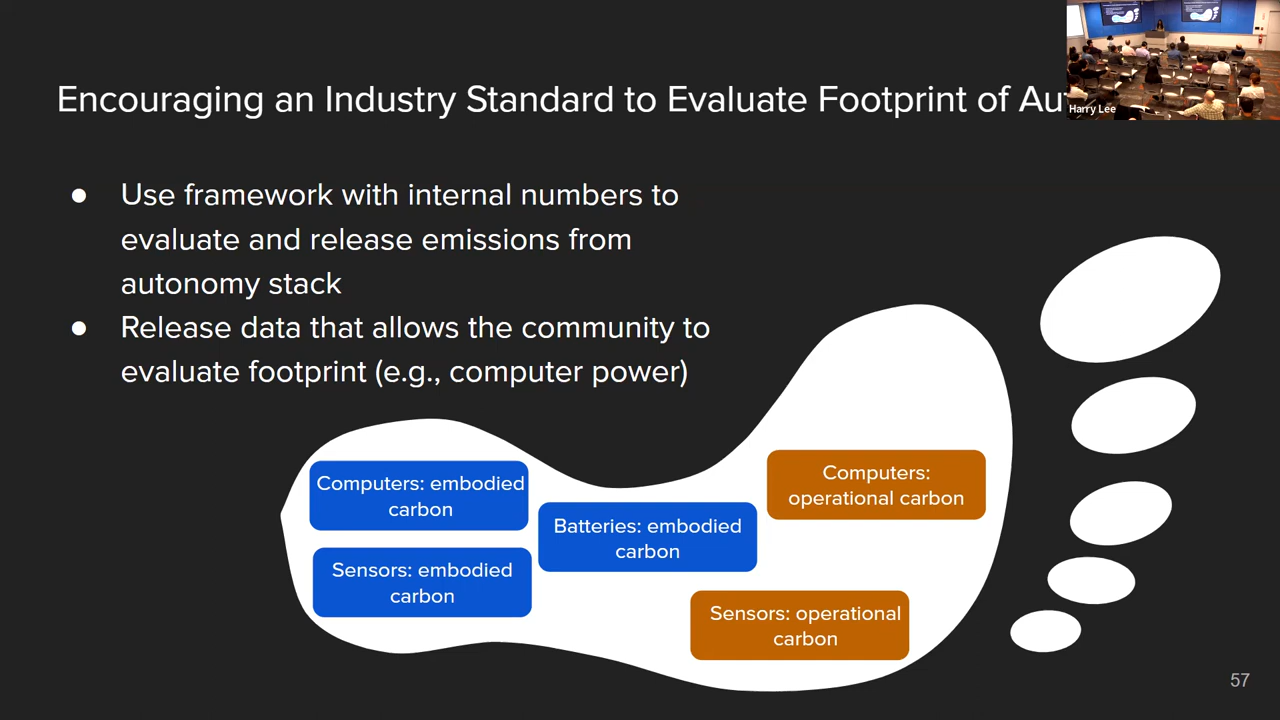 Encouraging an Industry Standard to Evaluate Footprint of
Harry Lee
● Use framework with internal numbers to
evaluate and release emissions from
autonomy stack
● Release data that allows the community to
evaluate footprint (e.g., computer power)
Computers: embodied
carbon
Sensors: embodied
carbon
Batteries: embodied
carbon
Computers:
operational carbon
Sensors: operational
carbon
57